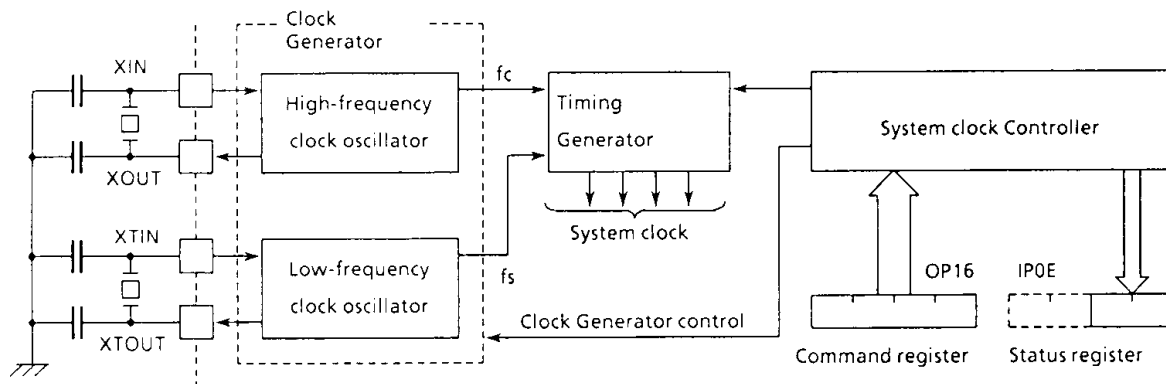 Clock
Generator
XIN
High-frequency
clock oscillator
XOUT
fc
Timing
Generator
System clock
System clock Controller
XTIN
Low-frequency
clock oscillator
XTOUT
fs
Clock Generator control
OP16
IP0E
Command register
Status register